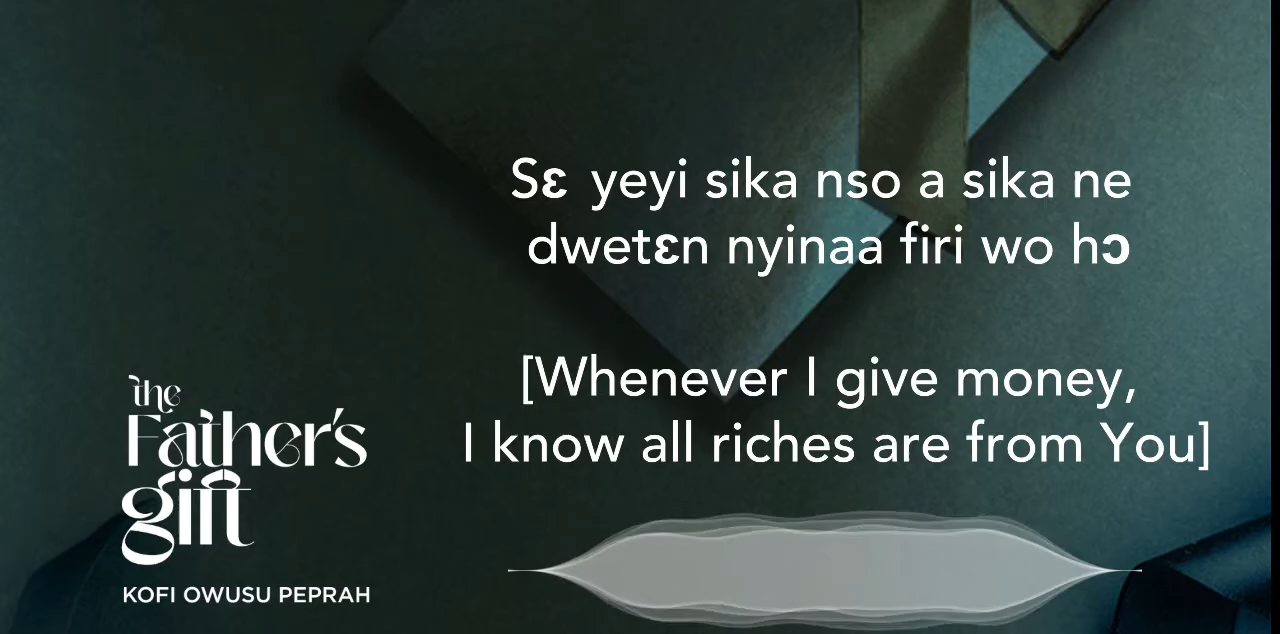 Sɛ yeyi sika nso a sika ne
dwetɛn nyinaa firi wo hɔ
[Whenever I give money,
I know all riches are from You]
the
Father's
gift
KOFI OWUSU PEPRAH